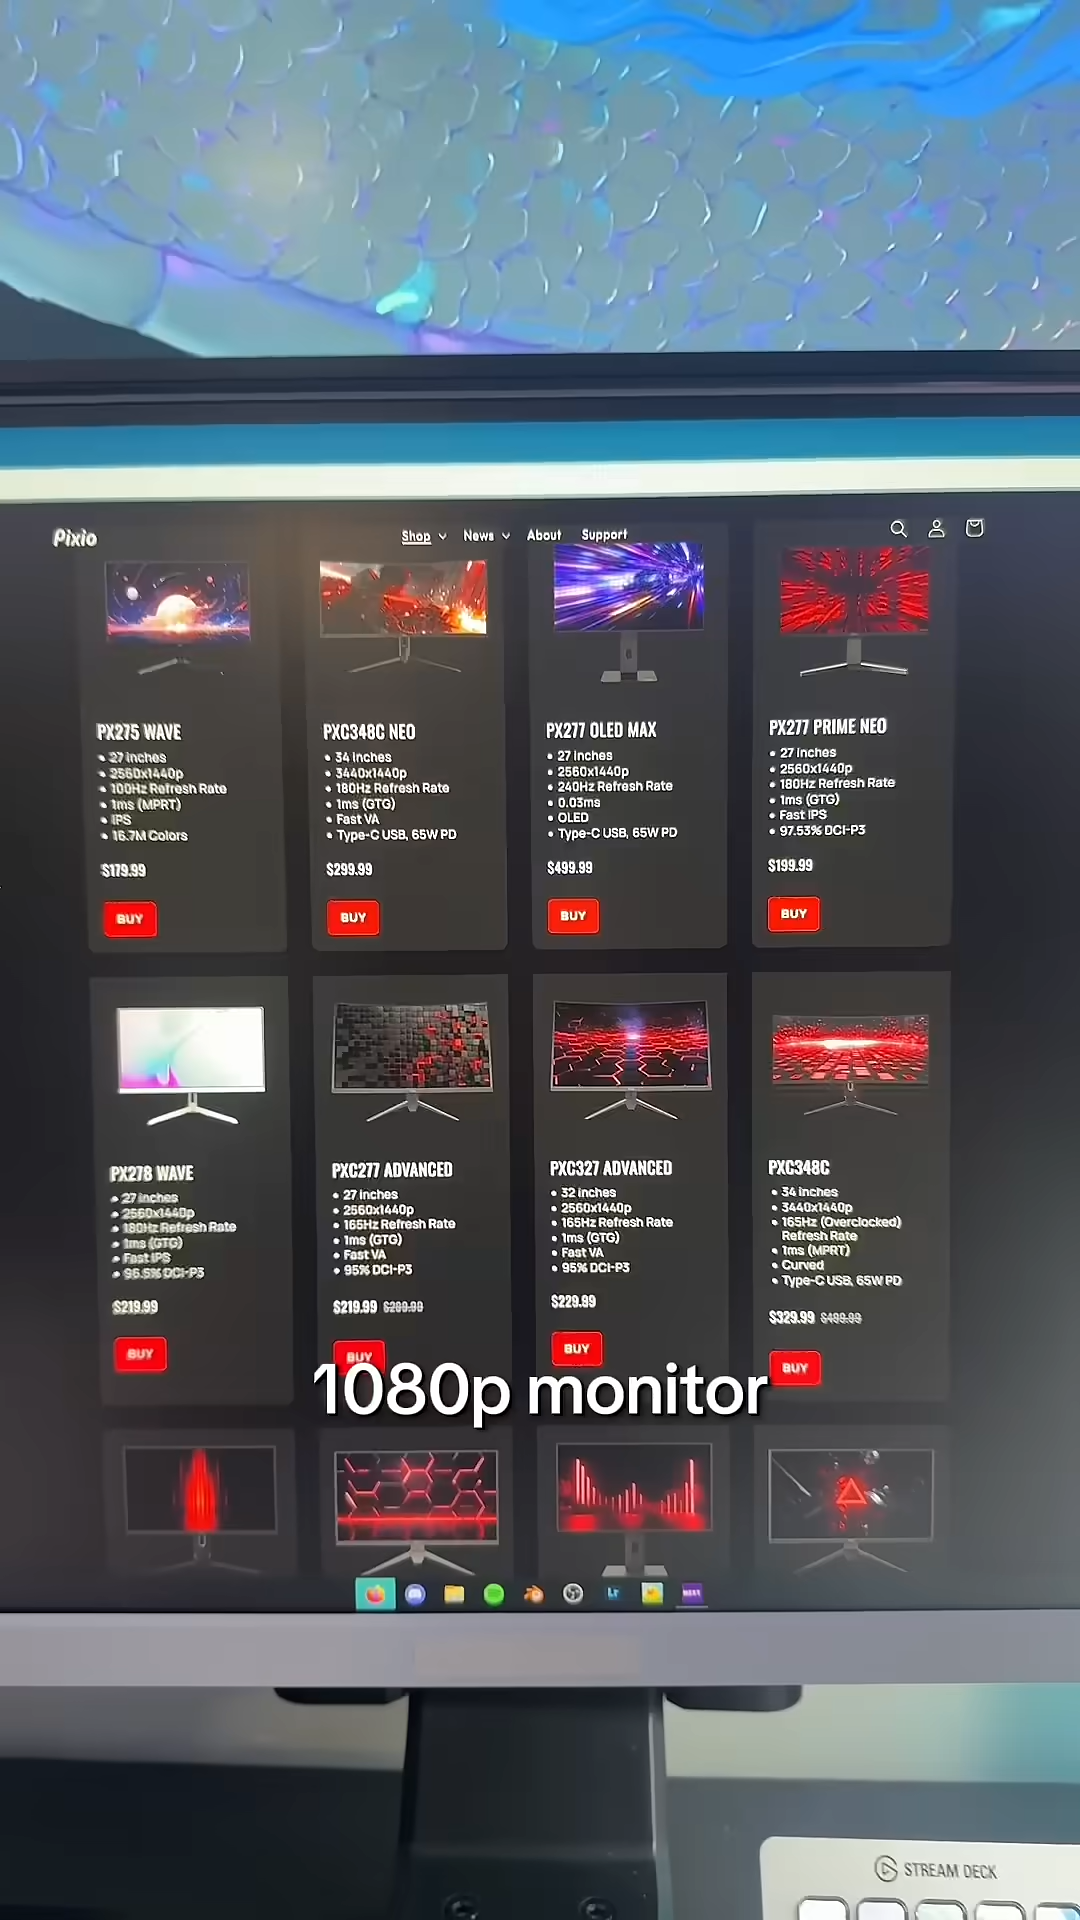 Pixio
Shop News About Support
PX275 WAVE
• 27 inches
• 2560x1440p
• 100Hz Refresh Rate
• 1ms (MPRT)
• IPS
• 16.7M Colors
$179.99
BUY
PXC348C NEO
• 34 inches
• 3440x1440p
• 180Hz Refresh Rate
• 1ms (GTG)
• Fast VA
• Type-C USB, 65W PD
$299.99
BUY
PX277 OLED MAX
• 27 inches
• 2560x1440p
• 240Hz Refresh Rate
• 0.03ms
• OLED
• Type-C USB, 65W PD
$499.99
BUY
PX277 PRIME NEO
• 27 inches
• 2560x1440p
• 180Hz Refresh Rate
• 1ms (GTG)
• Fast IPS
• 97.53% DCI-P3
$199.99
BUY
PX278 WAVE
• 27 inches
• 2560x1440p
• 180Hz Refresh Rate
• 1ms (GTG)
• Fast IPS
• 96.5% DCI-P3
$219.99
BUY
PXC277 ADVANCED
• 27 inches
• 2560x1440p
• 165Hz Refresh Rate
• 1ms (GTG)
• Fast VA
• 95% DCI-P3
$219.99
BUY
PXC327 ADVANCED
• 32 inches
• 2560x1440p
• 165Hz Refresh Rate
• 1ms (GTG)
• Fast VA
• 95% DCI-P3
$229.99
BUY
PXC348C
• 34 inches
• 3440x1440p
• 165Hz (Overclocked)
Refresh Rate
• 1ms (MPRT)
• Curved
• Type-C USB, 65W PD
$329.99
BUY
1080p monitor
Lr
STREAM DECK